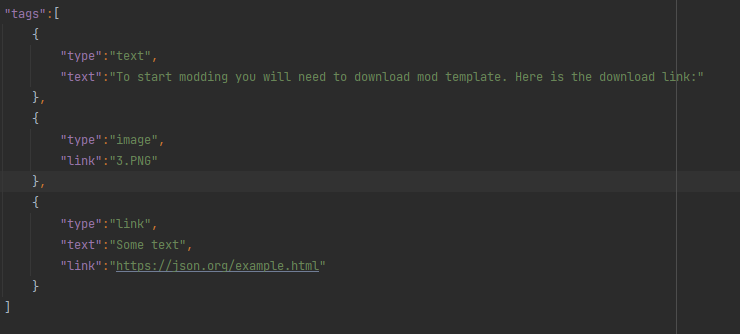 "tags":[
{
"type":"text",
"text":"To start modding you will need to download mod template. Here is the download link:"
},
{
"type":"image",
"link":"3.PNG"
},
{
"type":"link",
"text":"Some text",
"link":"https://json.org/example.html"
}
]